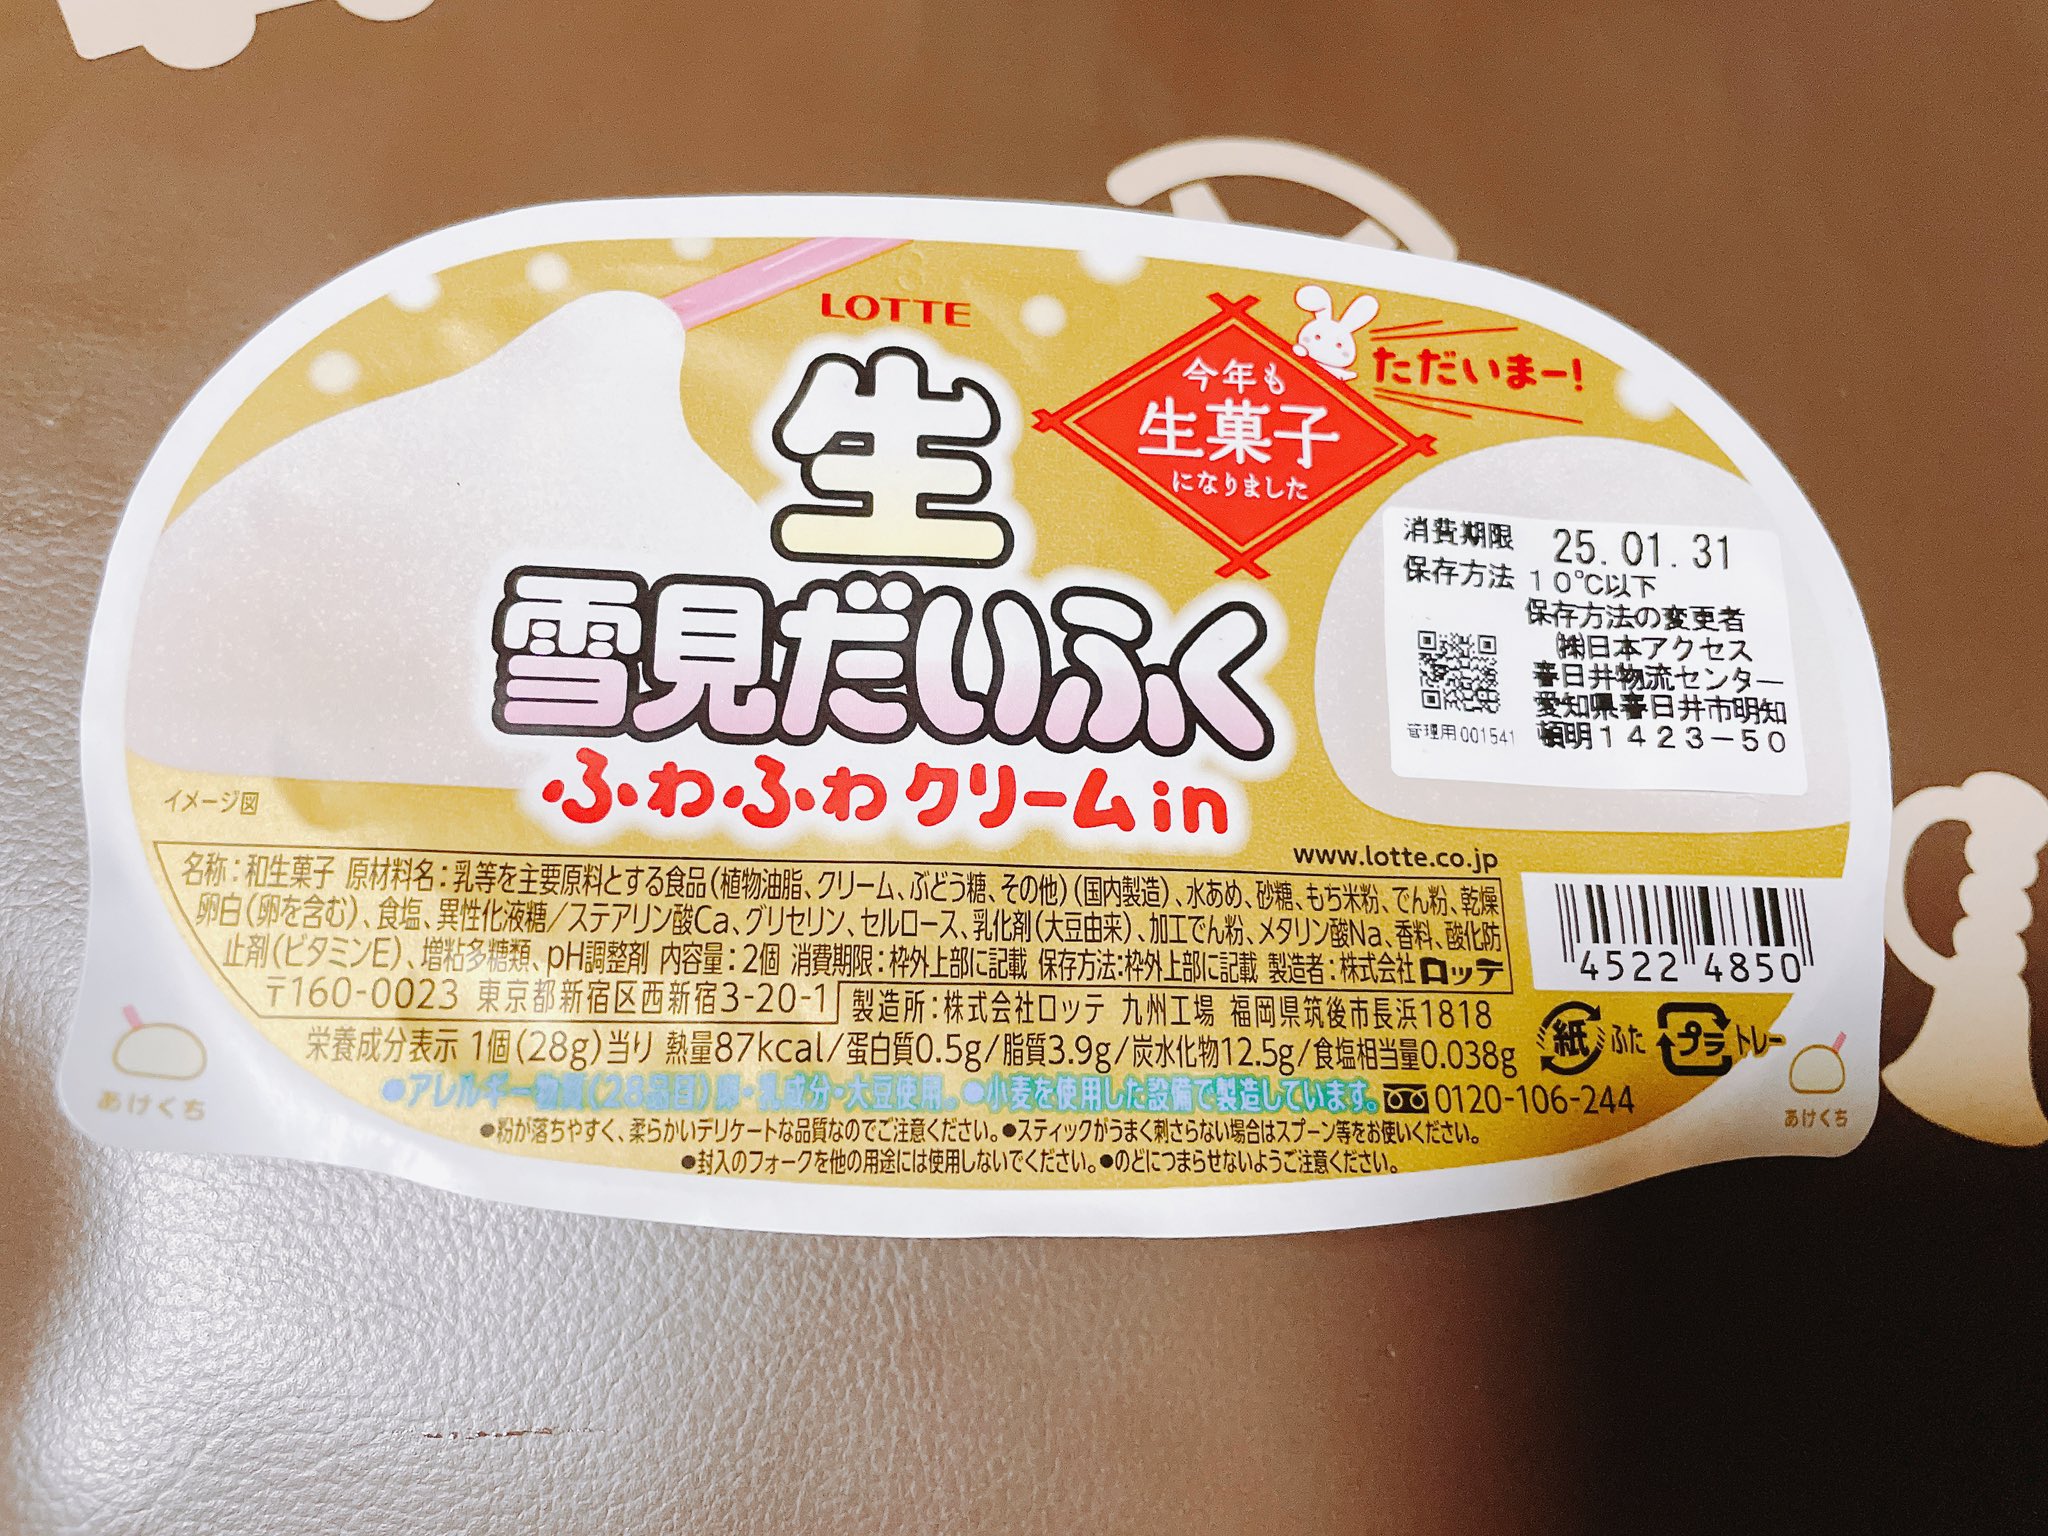 LOTTE
生
雪見だいふく
ふわふわクリームin
今年も
生菓子
になりました
ただいまー!
消費期限 25.01.31
保存方法 10℃以下
保存方法の変更者
㈱日本アクセス
春日井物流センター
愛知県春日井市明知
頓明1423-50
管理用001541
イメージ図
www.lotte.co.jp
名称:和生菓子 原材料名:乳等を主要原料とする食品(植物油脂、クリーム、ぶどう糖、その他)(国内製造)、水あめ、砂糖、もち米粉、でん粉、乾燥
卵白(卵を含む)、食塩、異性化液糖/ステアリン酸Ca、グリセリン、セルロース、乳化剤(大豆由来)、加工でん粉、メタリン酸Na、香料、酸化防
止剤(ビタミンE)、増粘多糖類、pH調整剤 内容量:2個 消費期限:枠外上部に記載 保存方法:枠外上部に記載 製造者:株式会社ロッテ
〒160-0023 東京都新宿区西新宿3-20-1
製造所:株式会社ロッテ 九州工場 福岡県筑後市長浜1818
栄養成分表示 1個(28g)当り 熱量87kcal/蛋白質0.5g/脂質3.9g/炭水化物12.5g/食塩相当量0.038g
●アレルギー物質(28品目)卵・乳成分・大豆使用。●小麦を使用した設備で製造しています。 0120-106-244
●粉が落ちやすく、柔らかいデリケートな品質なのでご注意ください。●スティックがうまく刺さらない場合はスプーン等をお使いください。
●封入のフォークを他の用途には使用しないでください。●のどにつまらせないようご注意ください。
4522 4850
紙 ふた プラ トレー
あけくち
あけくち